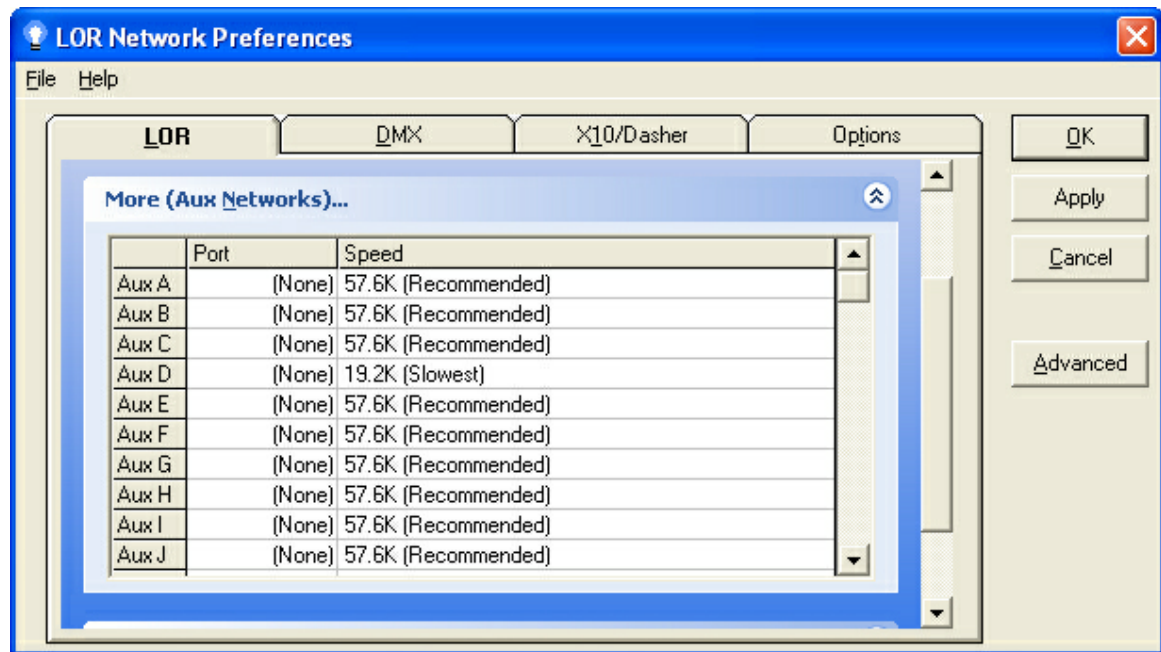 LOR Network Preferences
File Help
LOR DMX X10/Dasher Options
OK
Apply
Cancel
Advanced
More (Aux Networks)...
Port Speed
Aux A (None) 57.6K (Recommended)
Aux B (None) 57.6K (Recommended)
Aux C (None) 57.6K (Recommended)
Aux D (None) 19.2K (Slowest)
Aux E (None) 57.6K (Recommended)
Aux F (None) 57.6K (Recommended)
Aux G (None) 57.6K (Recommended)
Aux H (None) 57.6K (Recommended)
Aux I (None) 57.6K (Recommended)
Aux J (None) 57.6K (Recommended)